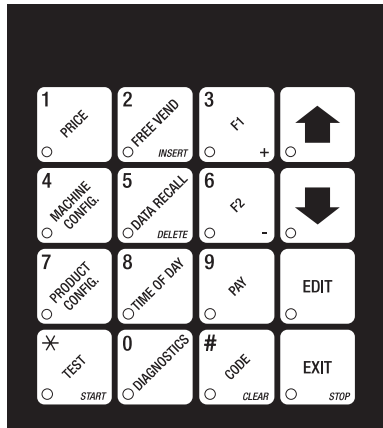 1
PRICE
2
FREE VEND
INSERT
3
F1
+
4
MACHINE
CONFIG.
5
DATA RECALL
DELETE
6
F2
-
7
PRODUCT
CONFIG.
8
TIME OF DAY
9
PAY
EDIT
*
TEST
START
0
DIAGNOSTICS
#
CODE
CLEAR
EXIT
STOP